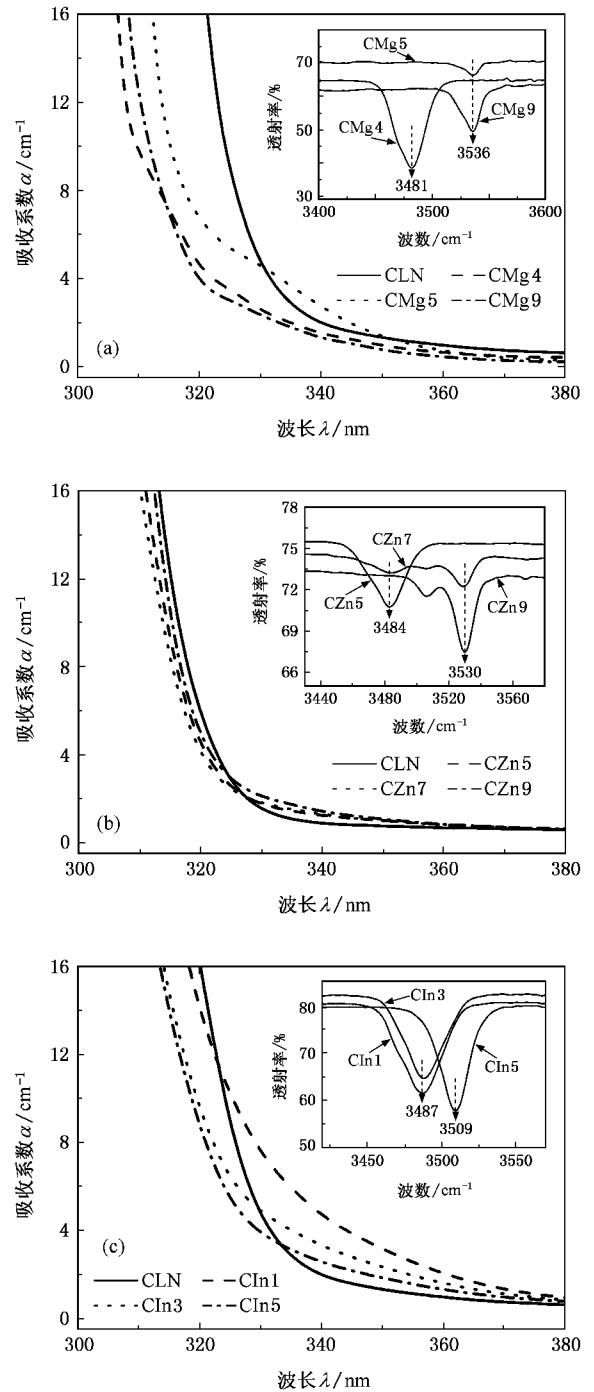 16
12
8
4
0
吸收系数 α/cm⁻¹
(a)
300 320 340 360 380
波长 λ/nm
CLN CMg4
CMg5 CMg9
70
50
30
透射率/%
CMg5
CMg4
CMg9
3481
3536
3400 3500 3600
波数/cm⁻¹
16
12
8
4
0
吸收系数 α/cm⁻¹
(b)
300 320 340 360 380
波长 λ/nm
CLN CZn5
CZn7 CZn9
78
75
72
69
66
透射率/%
CZn7
CZn5
CZn9
3484
3530
3440 3480 3520 3560
波数/cm⁻¹
16
12
8
4
0
吸收系数 α/cm⁻¹
(c)
300 320 340 360 380
波长 λ/nm
CLN CIn1
CIn3 CIn5
80
70
60
50
透射率/%
CIn3
CIn1
CIn5
3487
3509
3450 3500 3550
波数/cm⁻¹